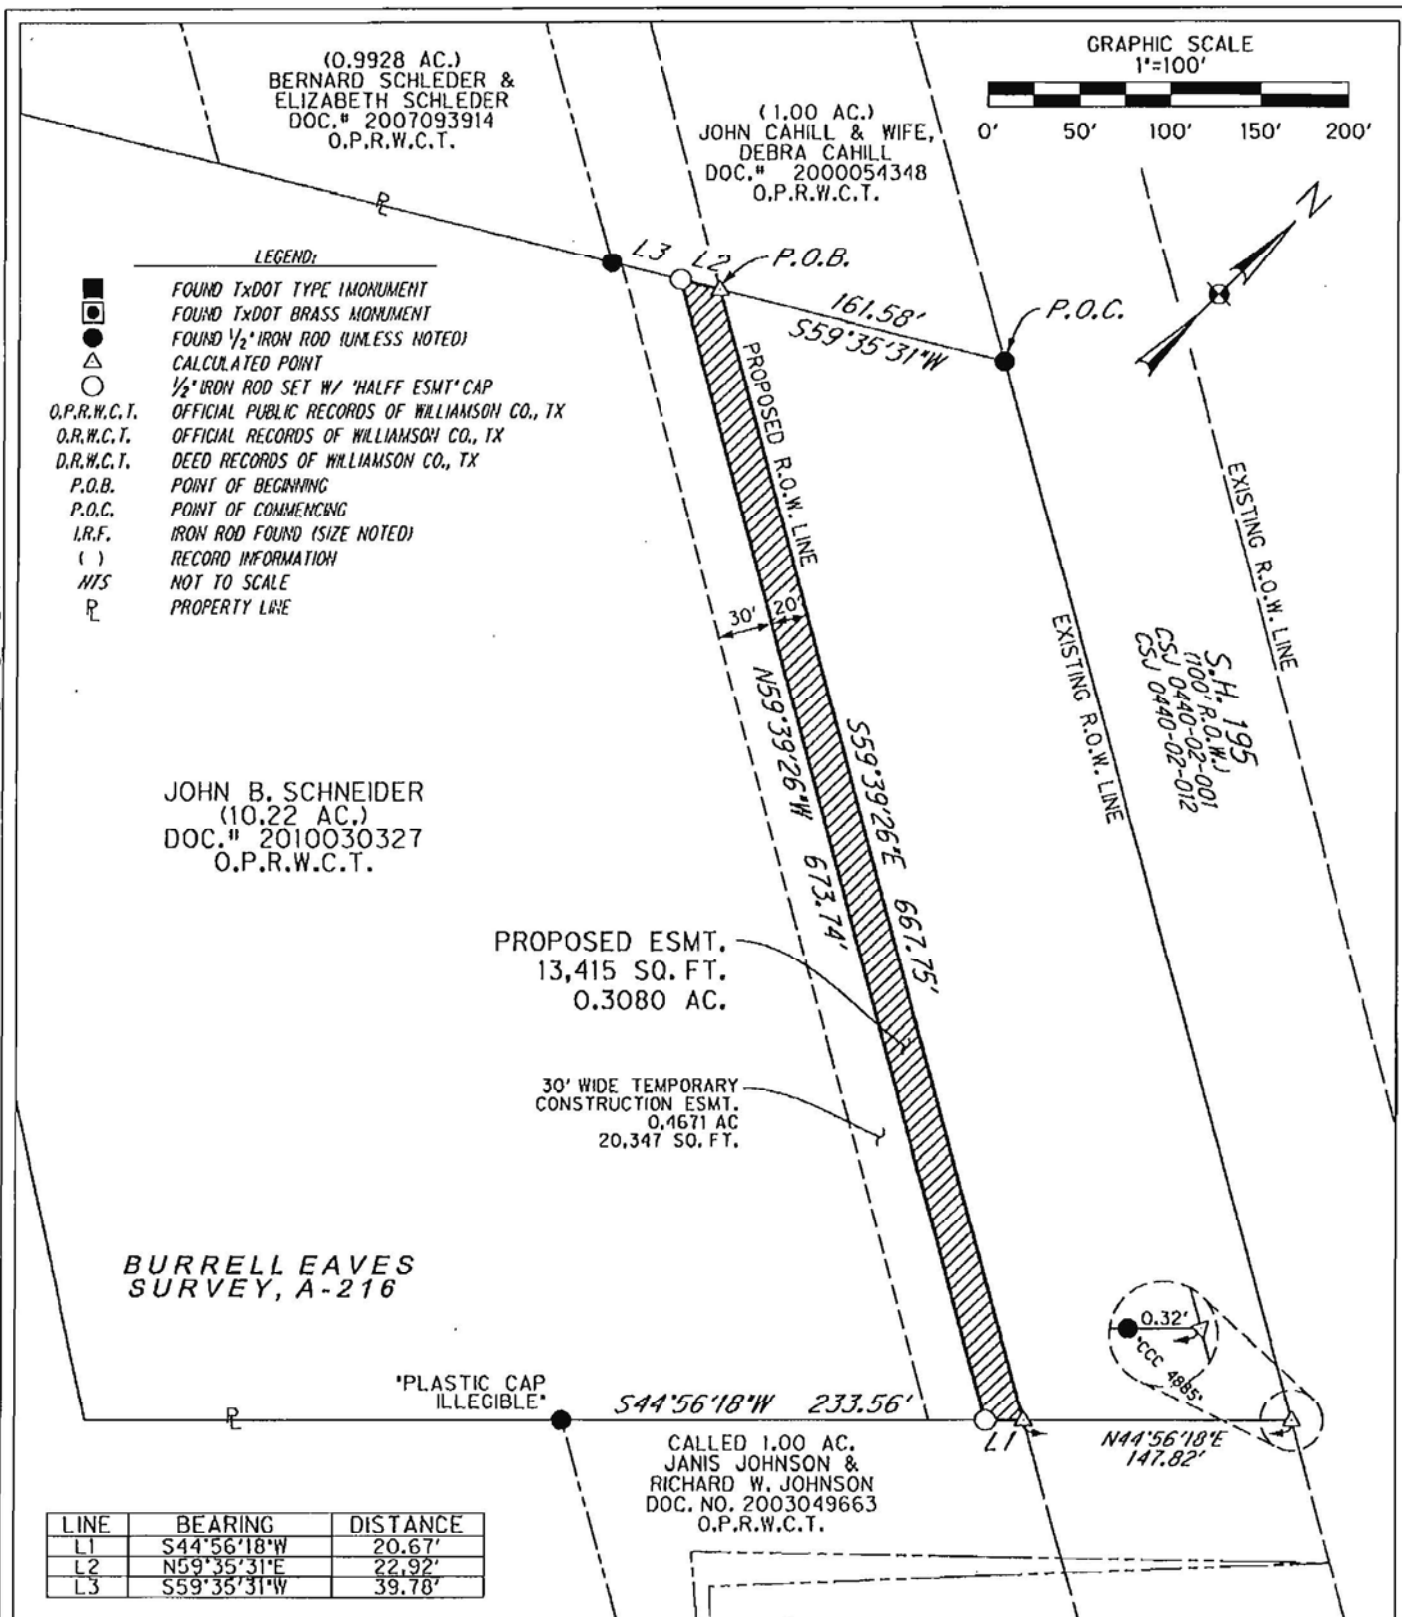 (0.9928 AC.)
BERNARD SCHLEDER &
ELIZABETH SCHLEDER
DOC.# 2007093914
O.P.R.W.C.T.
(1.00 AC.)
JOHN CAHILL & WIFE,
DEBRA CAHILL
DOC.# 2000054348
O.P.R.W.C.T.
GRAPHIC SCALE
1"=100'
0' 50' 100' 150' 200'
N
PL
L3 L2
P.O.B.
161.58'
S59°35'31"W
P.O.C.
LEGEND:
FOUND TxDOT TYPE I MONUMENT
FOUND TxDOT BRASS MONUMENT
FOUND 1/2" IRON ROD (UNLESS NOTED)
CALCULATED POINT
1/2" IRON ROD SET W/ "HALFF ESMT" CAP
O.P.R.W.C.T. OFFICIAL PUBLIC RECORDS OF WILLIAMSON CO., TX
O.R.W.C.T. OFFICIAL RECORDS OF WILLIAMSON CO., TX
D.R.W.C.T. DEED RECORDS OF WILLIAMSON CO., TX
P.O.B. POINT OF BEGINNING
P.O.C. POINT OF COMMENCING
I.R.F. IRON ROD FOUND (SIZE NOTED)
( ) RECORD INFORMATION
NTS NOT TO SCALE
PL PROPERTY LINE
PROPOSED R.O.W. LINE
EXISTING R.O.W. LINE
EXISTING R.O.W. LINE
S.H. 195
(100' R.O.W.)
CSJ 0440-02-001
CSJ 0440-02-012
30' 20'
N59°39'26"W 673.74'
S59°39'26"E 667.75'
JOHN B. SCHNEIDER
(10.22 AC.)
DOC.# 2010030327
O.P.R.W.C.T.
PROPOSED ESMT.
13,415 SQ. FT.
0.3080 AC.
30' WIDE TEMPORARY
CONSTRUCTION ESMT.
0.4671 AC
20,347 SQ. FT.
BURRELL EAVES
SURVEY, A-216
0.32'
"CCC 4885"
"PLASTIC CAP
ILLEGIBLE"
S44°56'18"W 233.56'
PL
L1
N44°56'18"E
147.82'
CALLED 1.00 AC.
JANIS JOHNSON &
RICHARD W. JOHNSON
DOC. NO. 2003049663
O.P.R.W.C.T.
LINE BEARING DISTANCE
L1 S44°56'18"W 20.67'
L2 N59°35'31"E 22.92'
L3 S59°35'31"W 39.78'